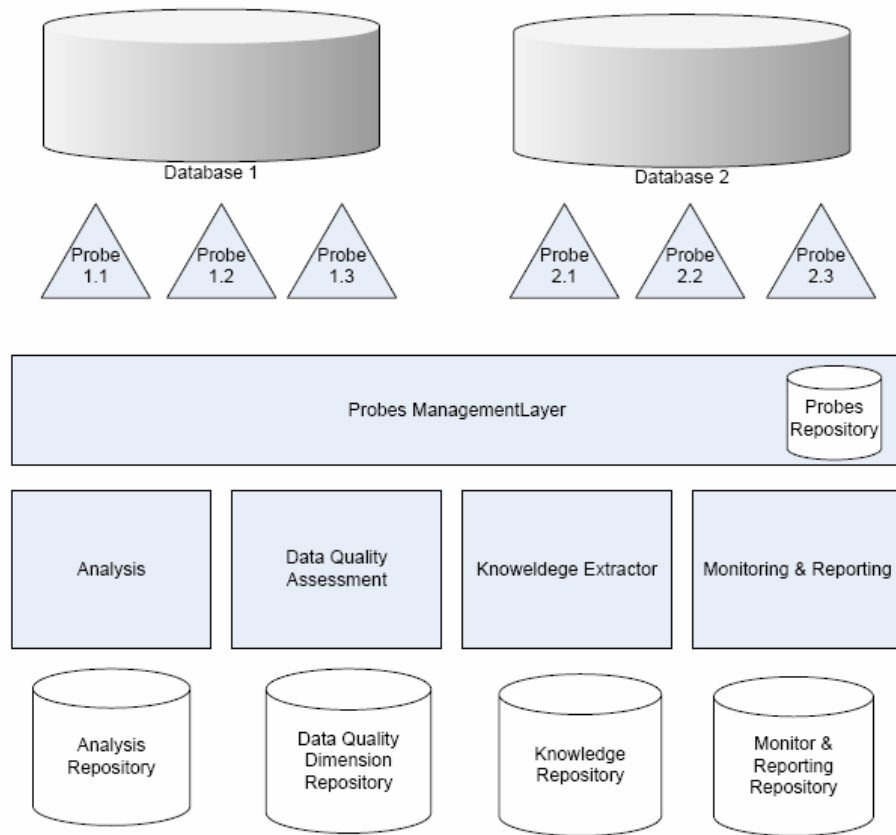 Database 1
Database 2
Probe
1.1
Probe
1.2
Probe
1.3
Probe
2.1
Probe
2.2
Probe
2.3
Probes ManagementLayer
Probes
Repository
Analysis
Data Quality
Assessment
Knoweldege Extractor
Monitoring & Reporting
Analysis
Repository
Data Quality
Dimension
Repository
Knowledge
Repository
Monitor &
Reporting
Repository